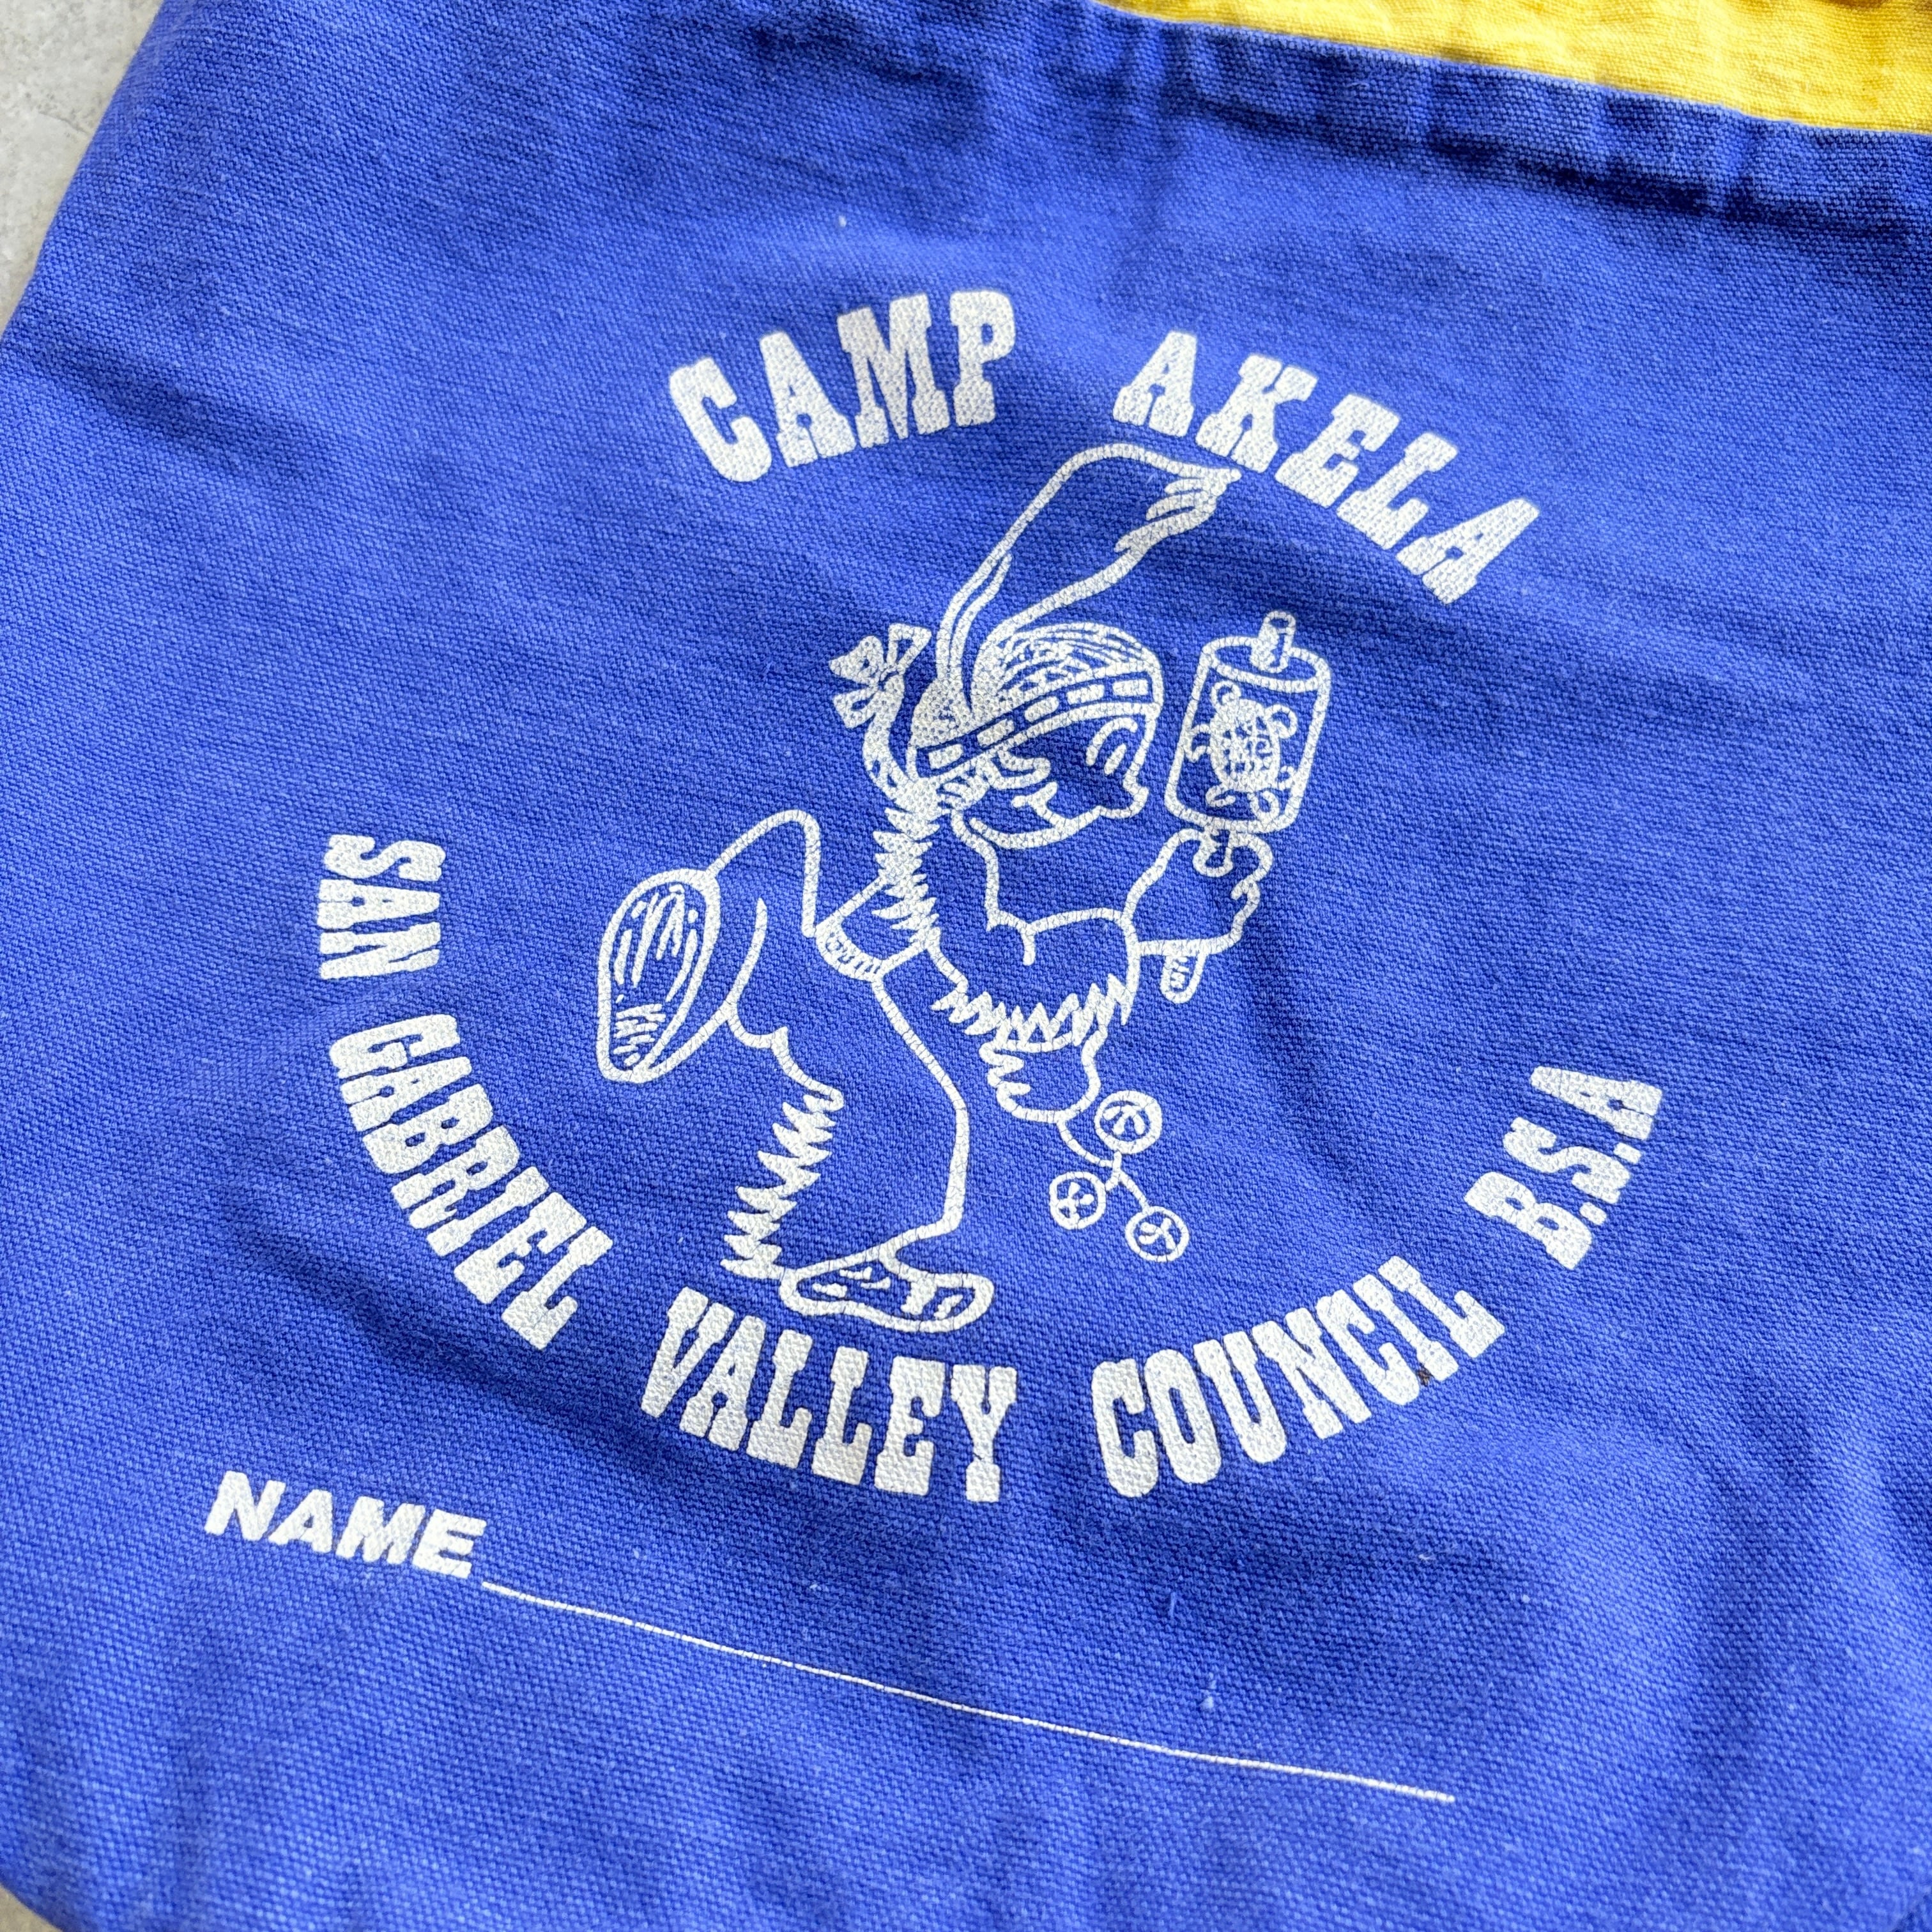 CAMP AKELA
SAN GABRIEL VALLEY COUNCIL B.S.A
NAME